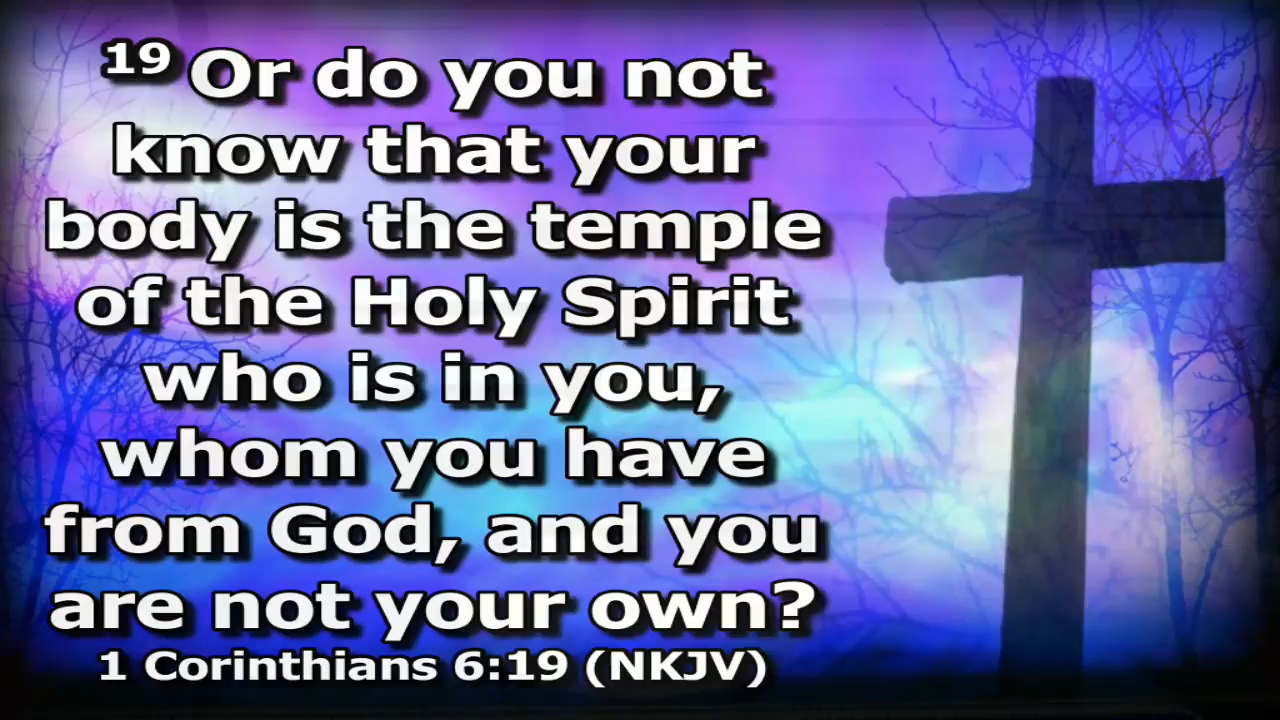 19 Or do you not
know that your
body is the temple
of the Holy Spirit
who is in you,
whom you have
from God, and you
are not your own?
1 Corinthians 6:19 (NKJV)